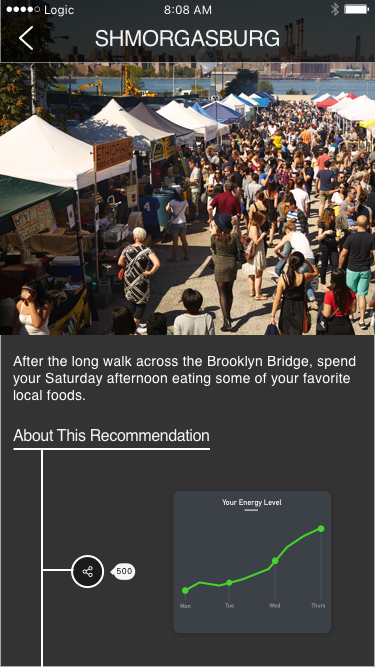 Logic
8:08 AM
SHMORGASBURG
ETHIOPIAN
After the long walk across the Brooklyn Bridge, spend
your Saturday afternoon eating some of your favorite
local foods.
About This Recommendation
Your Energy Level
500
Mon Tue Wed Thurs